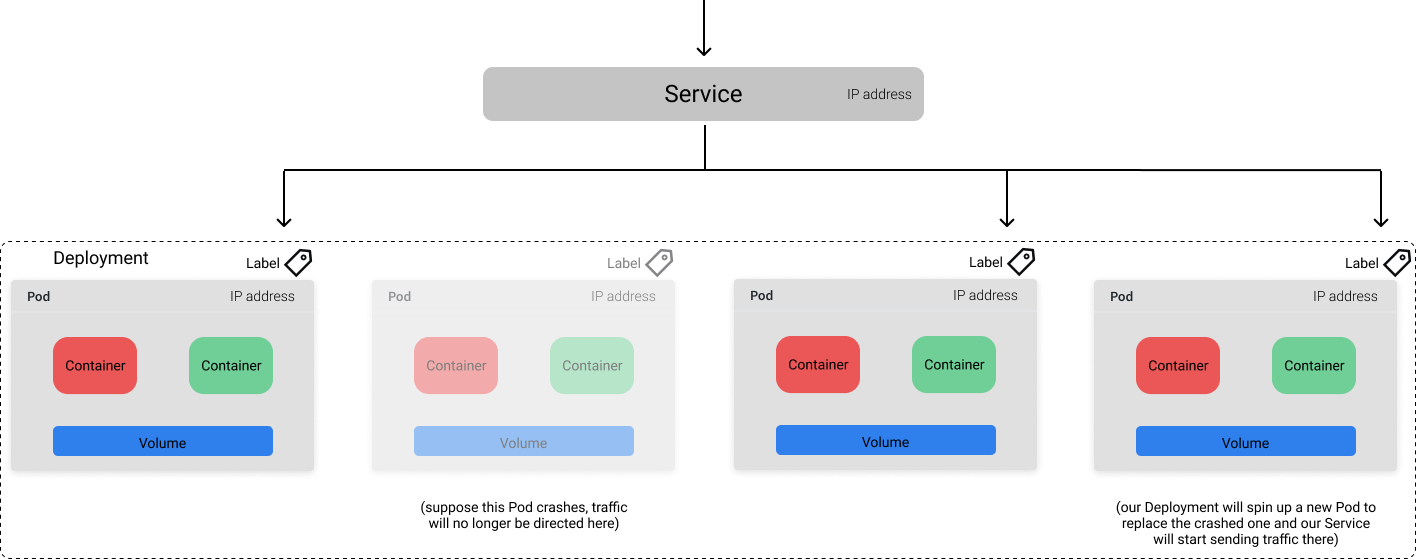 Service
IP address
Deployment
Label
Label
Label
Label
Pod
IP address
Pod
IP address
Pod
IP address
Pod
IP address
Container
Container
Container
Container
Container
Container
Container
Container
Volume
Volume
Volume
Volume
(suppose this Pod crashes, traffic
will no longer be directed here)
(our Deployment will spin up a new Pod to
replace the crashed one and our Service
will start sending traffic there)